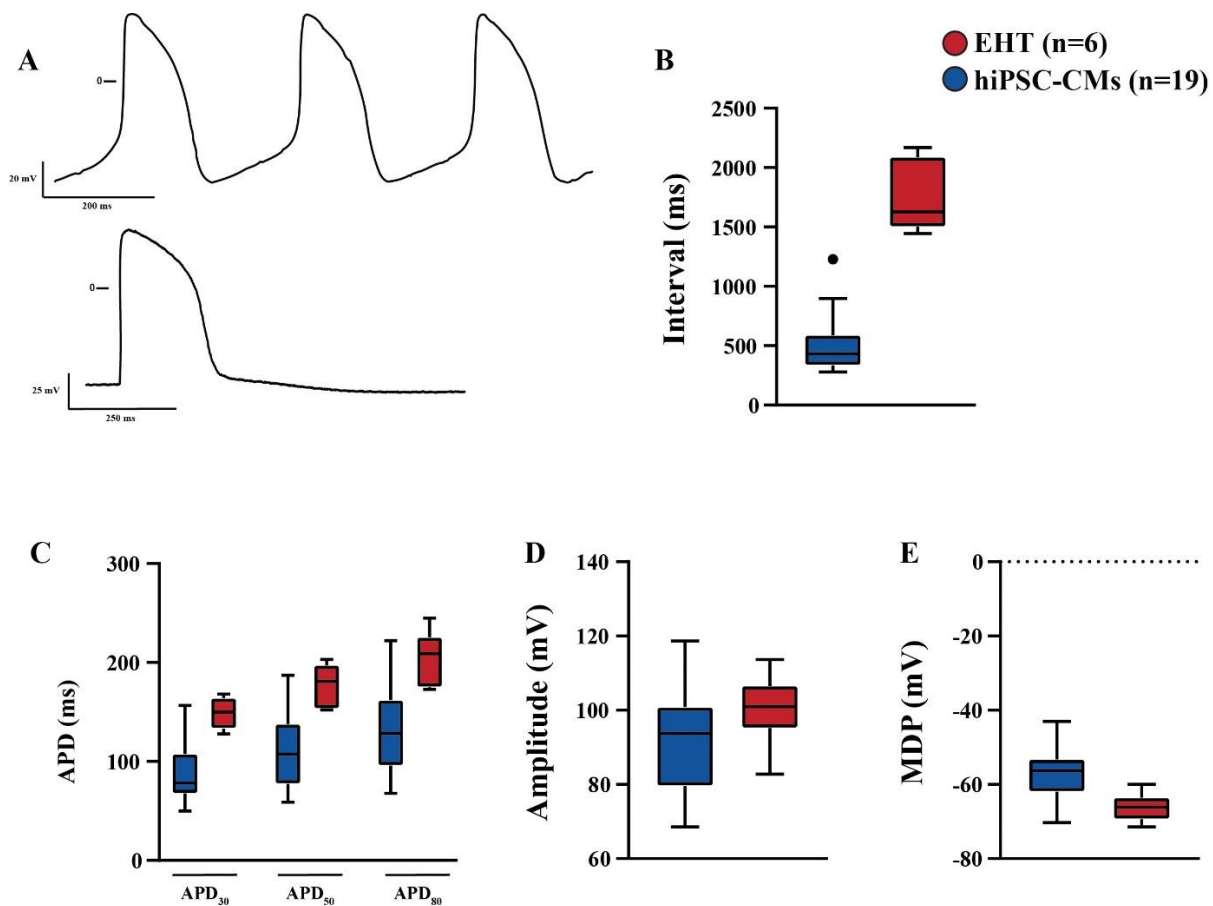 A
0
20 mV
200 ms
0
25 mV
250 ms
B
EHT (n=6)
hiPSC-CMs (n=19)
Interval (ms)
2500
2000
1500
1000
500
0
C
APD (ms)
300
200
100
0
APD30
APD50
APD80
D
Amplitude (mV)
140
120
100
80
60
E
MDP (mV)
0
-20
-40
-60
-80